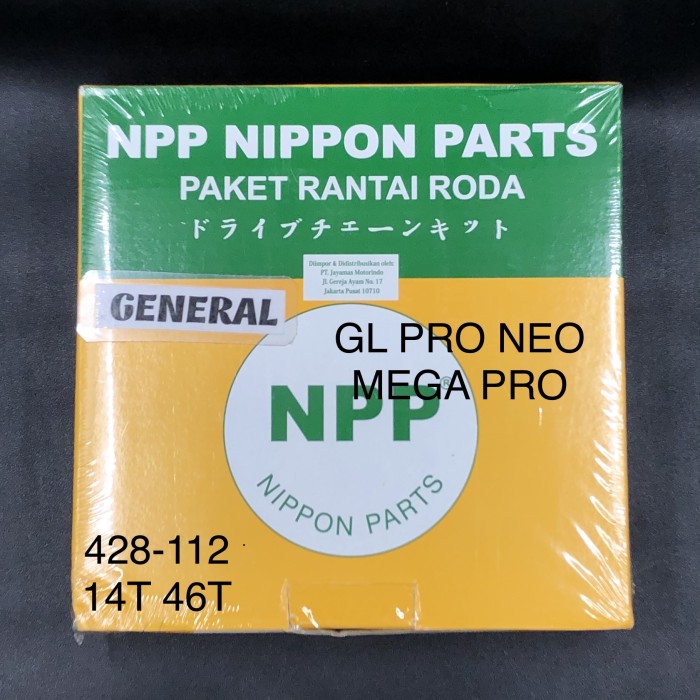 NPP NIPPON PARTS
PAKET RANTAI RODA
ドライブチェーンキット
Diimpor & Didistribusikan oleh:
PT. Jayamas Motorindo
Jl. Gereja Ayam No. 17
Jakarta Pusat 10710
GENERAL
GL PRO NEO
MEGA PRO
NPP®
NIPPON PARTS
428-112
14T 46T